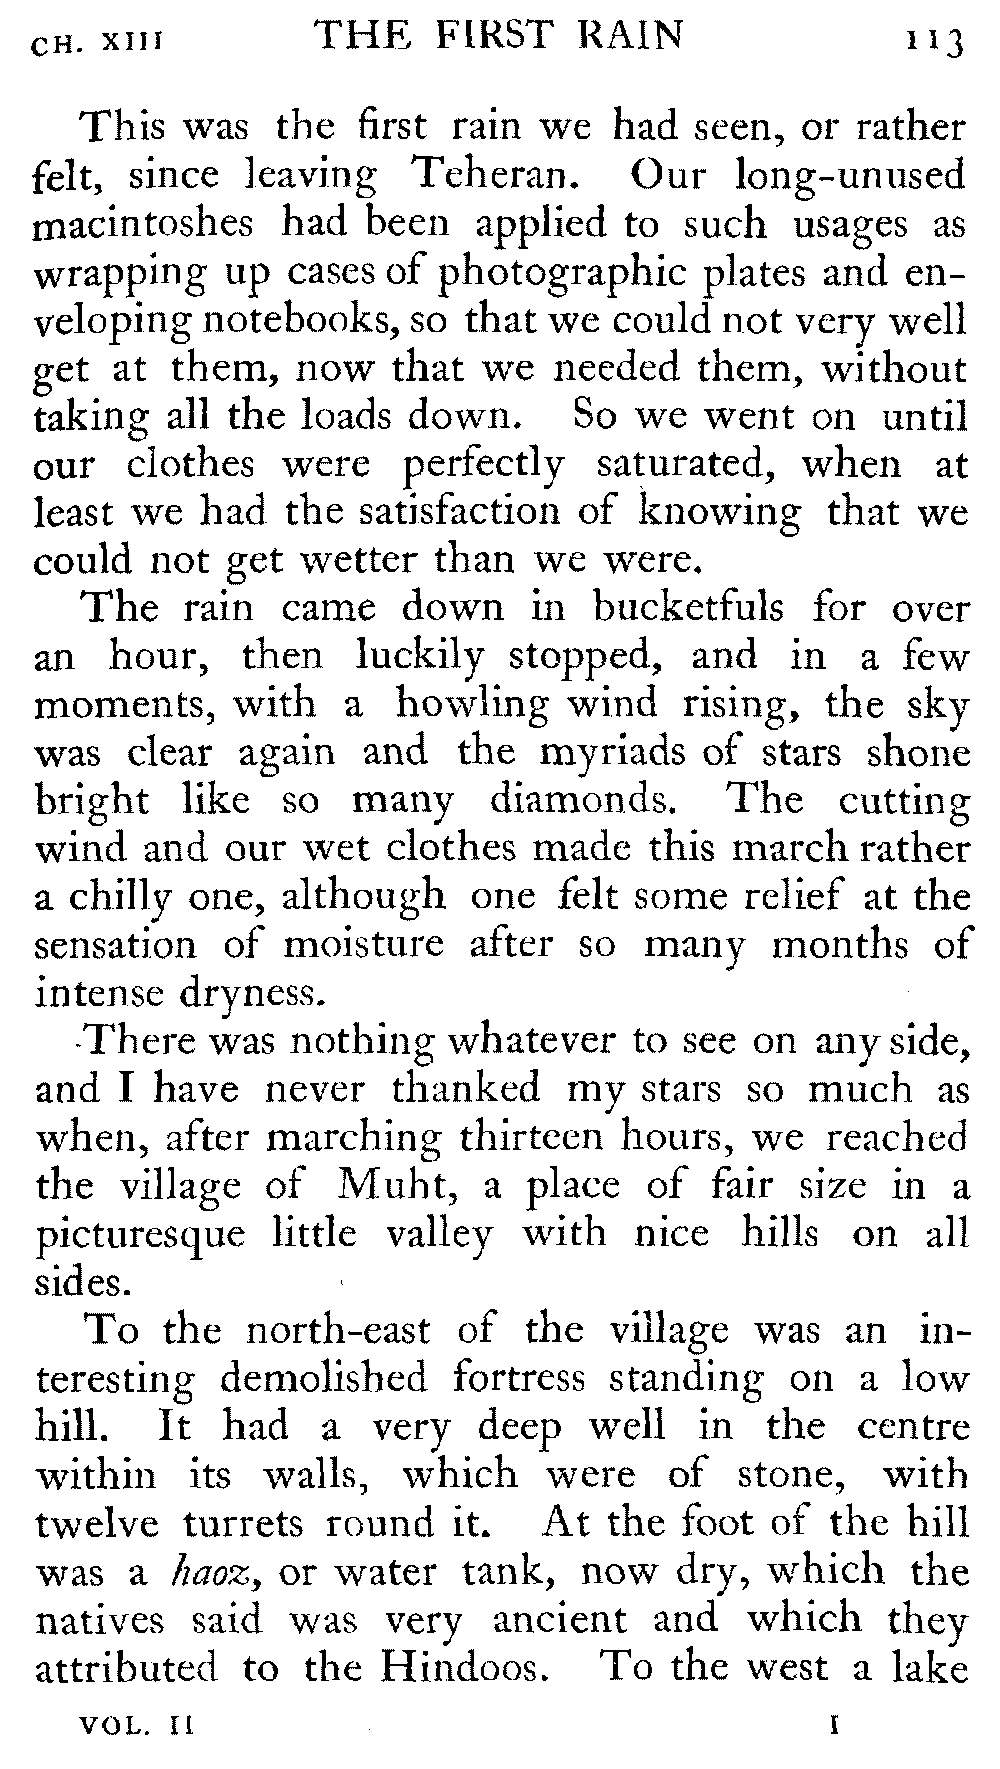 CH. XIII THE FIRST RAIN 113
This was the first rain we had seen, or rather
felt, since leaving Teheran. Our long-unused
macintoshes had been applied to such usages as
wrapping up cases of photographic plates and en-
veloping notebooks, so that we could not very well
get at them, now that we needed them, without
taking all the loads down. So we went on until
our clothes were perfectly saturated, when at
least we had the satisfaction of knowing that we
could not get wetter than we were.
The rain came down in bucketfuls for over
an hour, then luckily stopped, and in a few
moments, with a howling wind rising, the sky
was clear again and the myriads of stars shone
bright like so many diamonds. The cutting
wind and our wet clothes made this march rather
a chilly one, although one felt some relief at the
sensation of moisture after so many months of
intense dryness.
There was nothing whatever to see on any side,
and I have never thanked my stars so much as
when, after marching thirteen hours, we reached
the village of Muht, a place of fair size in a
picturesque little valley with nice hills on all
sides.
To the north-east of the village was an in-
teresting demolished fortress standing on a low
hill. It had a very deep well in the centre
within its walls, which were of stone, with
twelve turrets round it. At the foot of the hill
was a haoz, or water tank, now dry, which the
natives said was very ancient and which they
attributed to the Hindoos. To the west a lake
VOL. II I